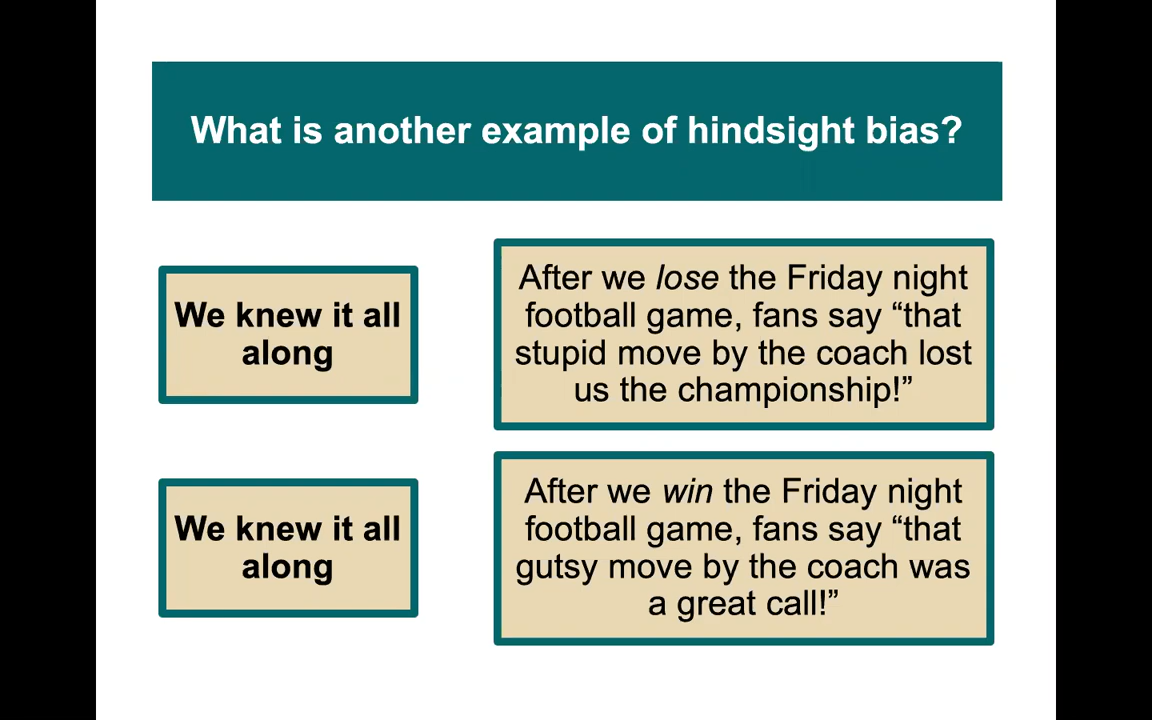 What is another example of hindsight bias?
We knew it all
along
After we lose the Friday night
football game, fans say “that
stupid move by the coach lost
us the championship!”
We knew it all
along
After we win the Friday night
football game, fans say “that
gutsy move by the coach was
a great call!”